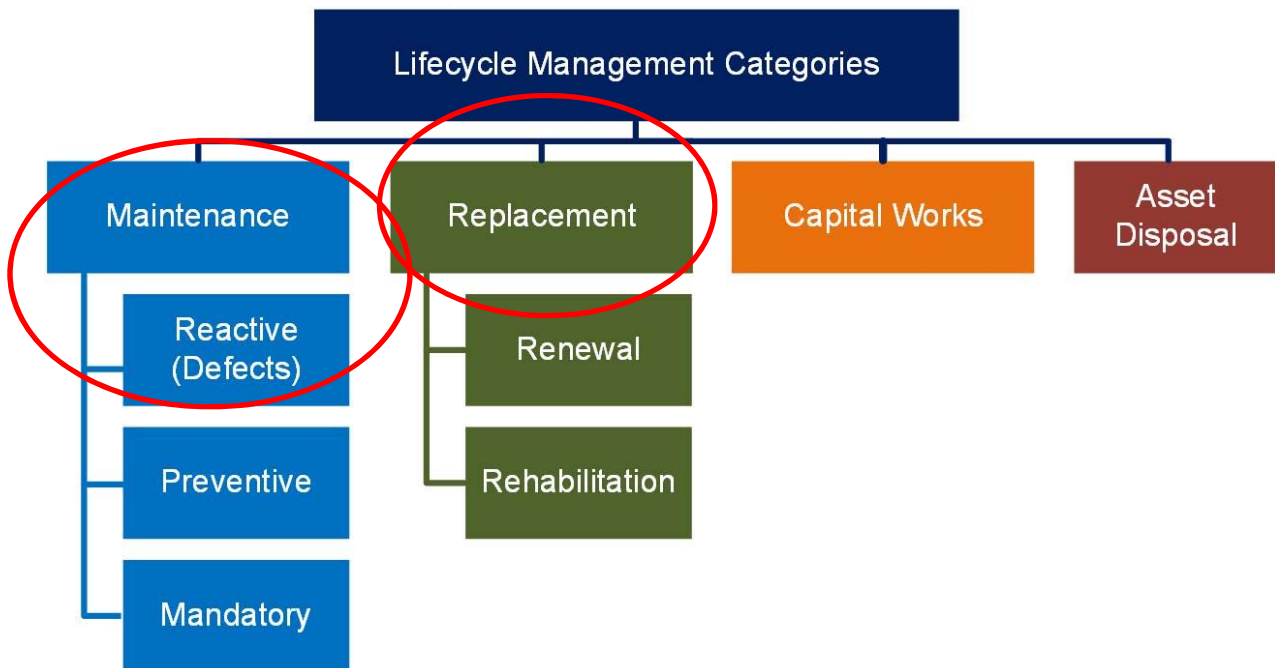 Lifecycle Management Categories
Maintenance
Replacement
Capital Works
Asset
Disposal
Reactive
(Defects)
Renewal
Preventive
Rehabilitation
Mandatory